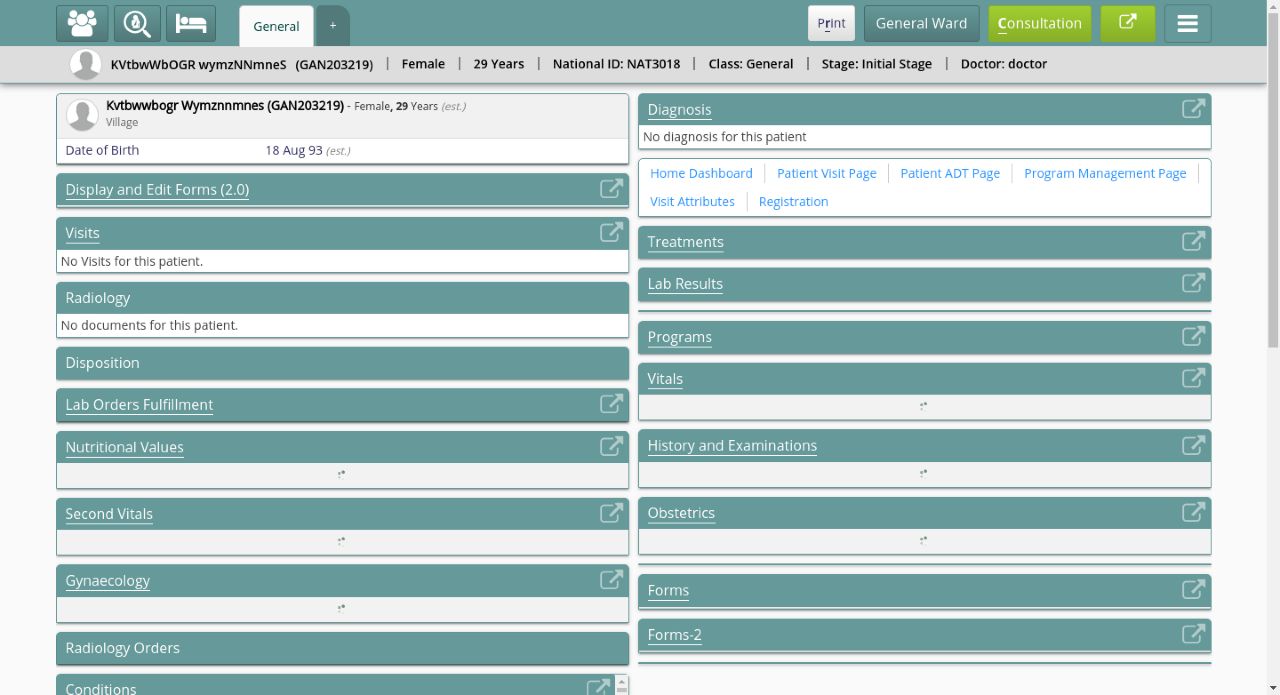 General
+
Print
General Ward
Consultation
KVtbwWbOGR wymzNNmneS (GAN203219) | Female | 29 Years | National ID: NAT3018 | Class: General | Stage: Initial Stage | Doctor: doctor
Kvtbwwbogr Wymznnmnes (GAN203219) - Female, 29 Years (est.)
Village
Date of Birth 18 Aug 93 (est.)
Display and Edit Forms (2.0)
Visits
No Visits for this patient.
Radiology
No documents for this patient.
Disposition
Lab Orders Fulfillment
Nutritional Values
Second Vitals
Gynaecology
Radiology Orders
Conditions
Diagnosis
No diagnosis for this patient
Home Dashboard | Patient Visit Page | Patient ADT Page | Program Management Page |
Visit Attributes | Registration
Treatments
Lab Results
Programs
Vitals
History and Examinations
Obstetrics
Forms
Forms-2